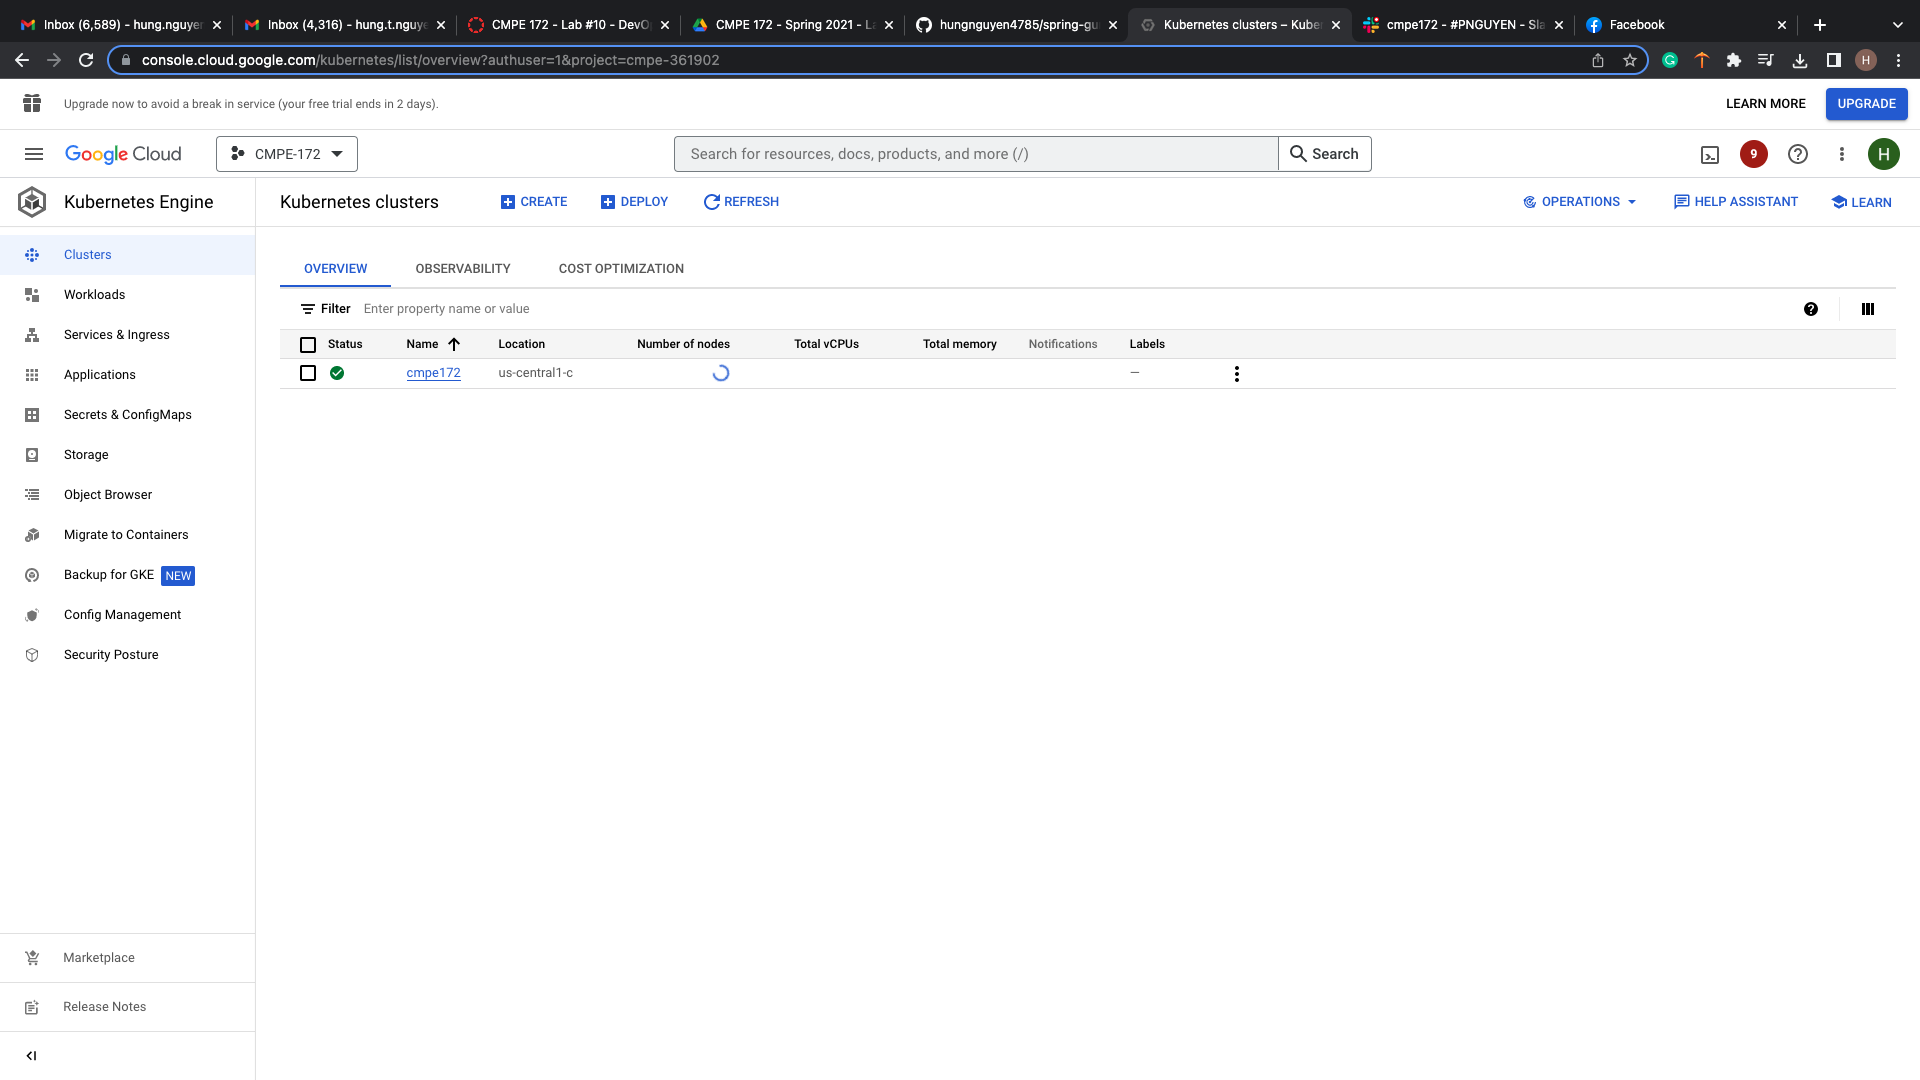 Inbox (6,589) - hung.nguyer
Inbox (4,316) - hung.t.nguye
CMPE 172 - Lab #10 - DevO
CMPE 172 - Spring 2021 - La
hungnguyen4785/spring-gu
Kubernetes clusters – Kuber
cmpe172 - #PNGUYEN - Sla
Facebook
console.cloud.google.com/kubernetes/list/overview?authuser=1&project=cmpe-361902
H
Upgrade now to avoid a break in service (your free trial ends in 2 days).
LEARN MORE
UPGRADE
Google Cloud
CMPE-172
Search for resources, docs, products, and more (/)
Search
9
H
Kubernetes Engine
Kubernetes clusters
CREATE
DEPLOY
REFRESH
OPERATIONS
HELP ASSISTANT
LEARN
Clusters
Workloads
Services & Ingress
Applications
Secrets & ConfigMaps
Storage
Object Browser
Migrate to Containers
Backup for GKE NEW
Config Management
Security Posture
Marketplace
Release Notes
OVERVIEW
OBSERVABILITY
COST OPTIMIZATION
Filter Enter property name or value
Status Name Location Number of nodes Total vCPUs Total memory Notifications Labels
cmpe172 us-central1-c —